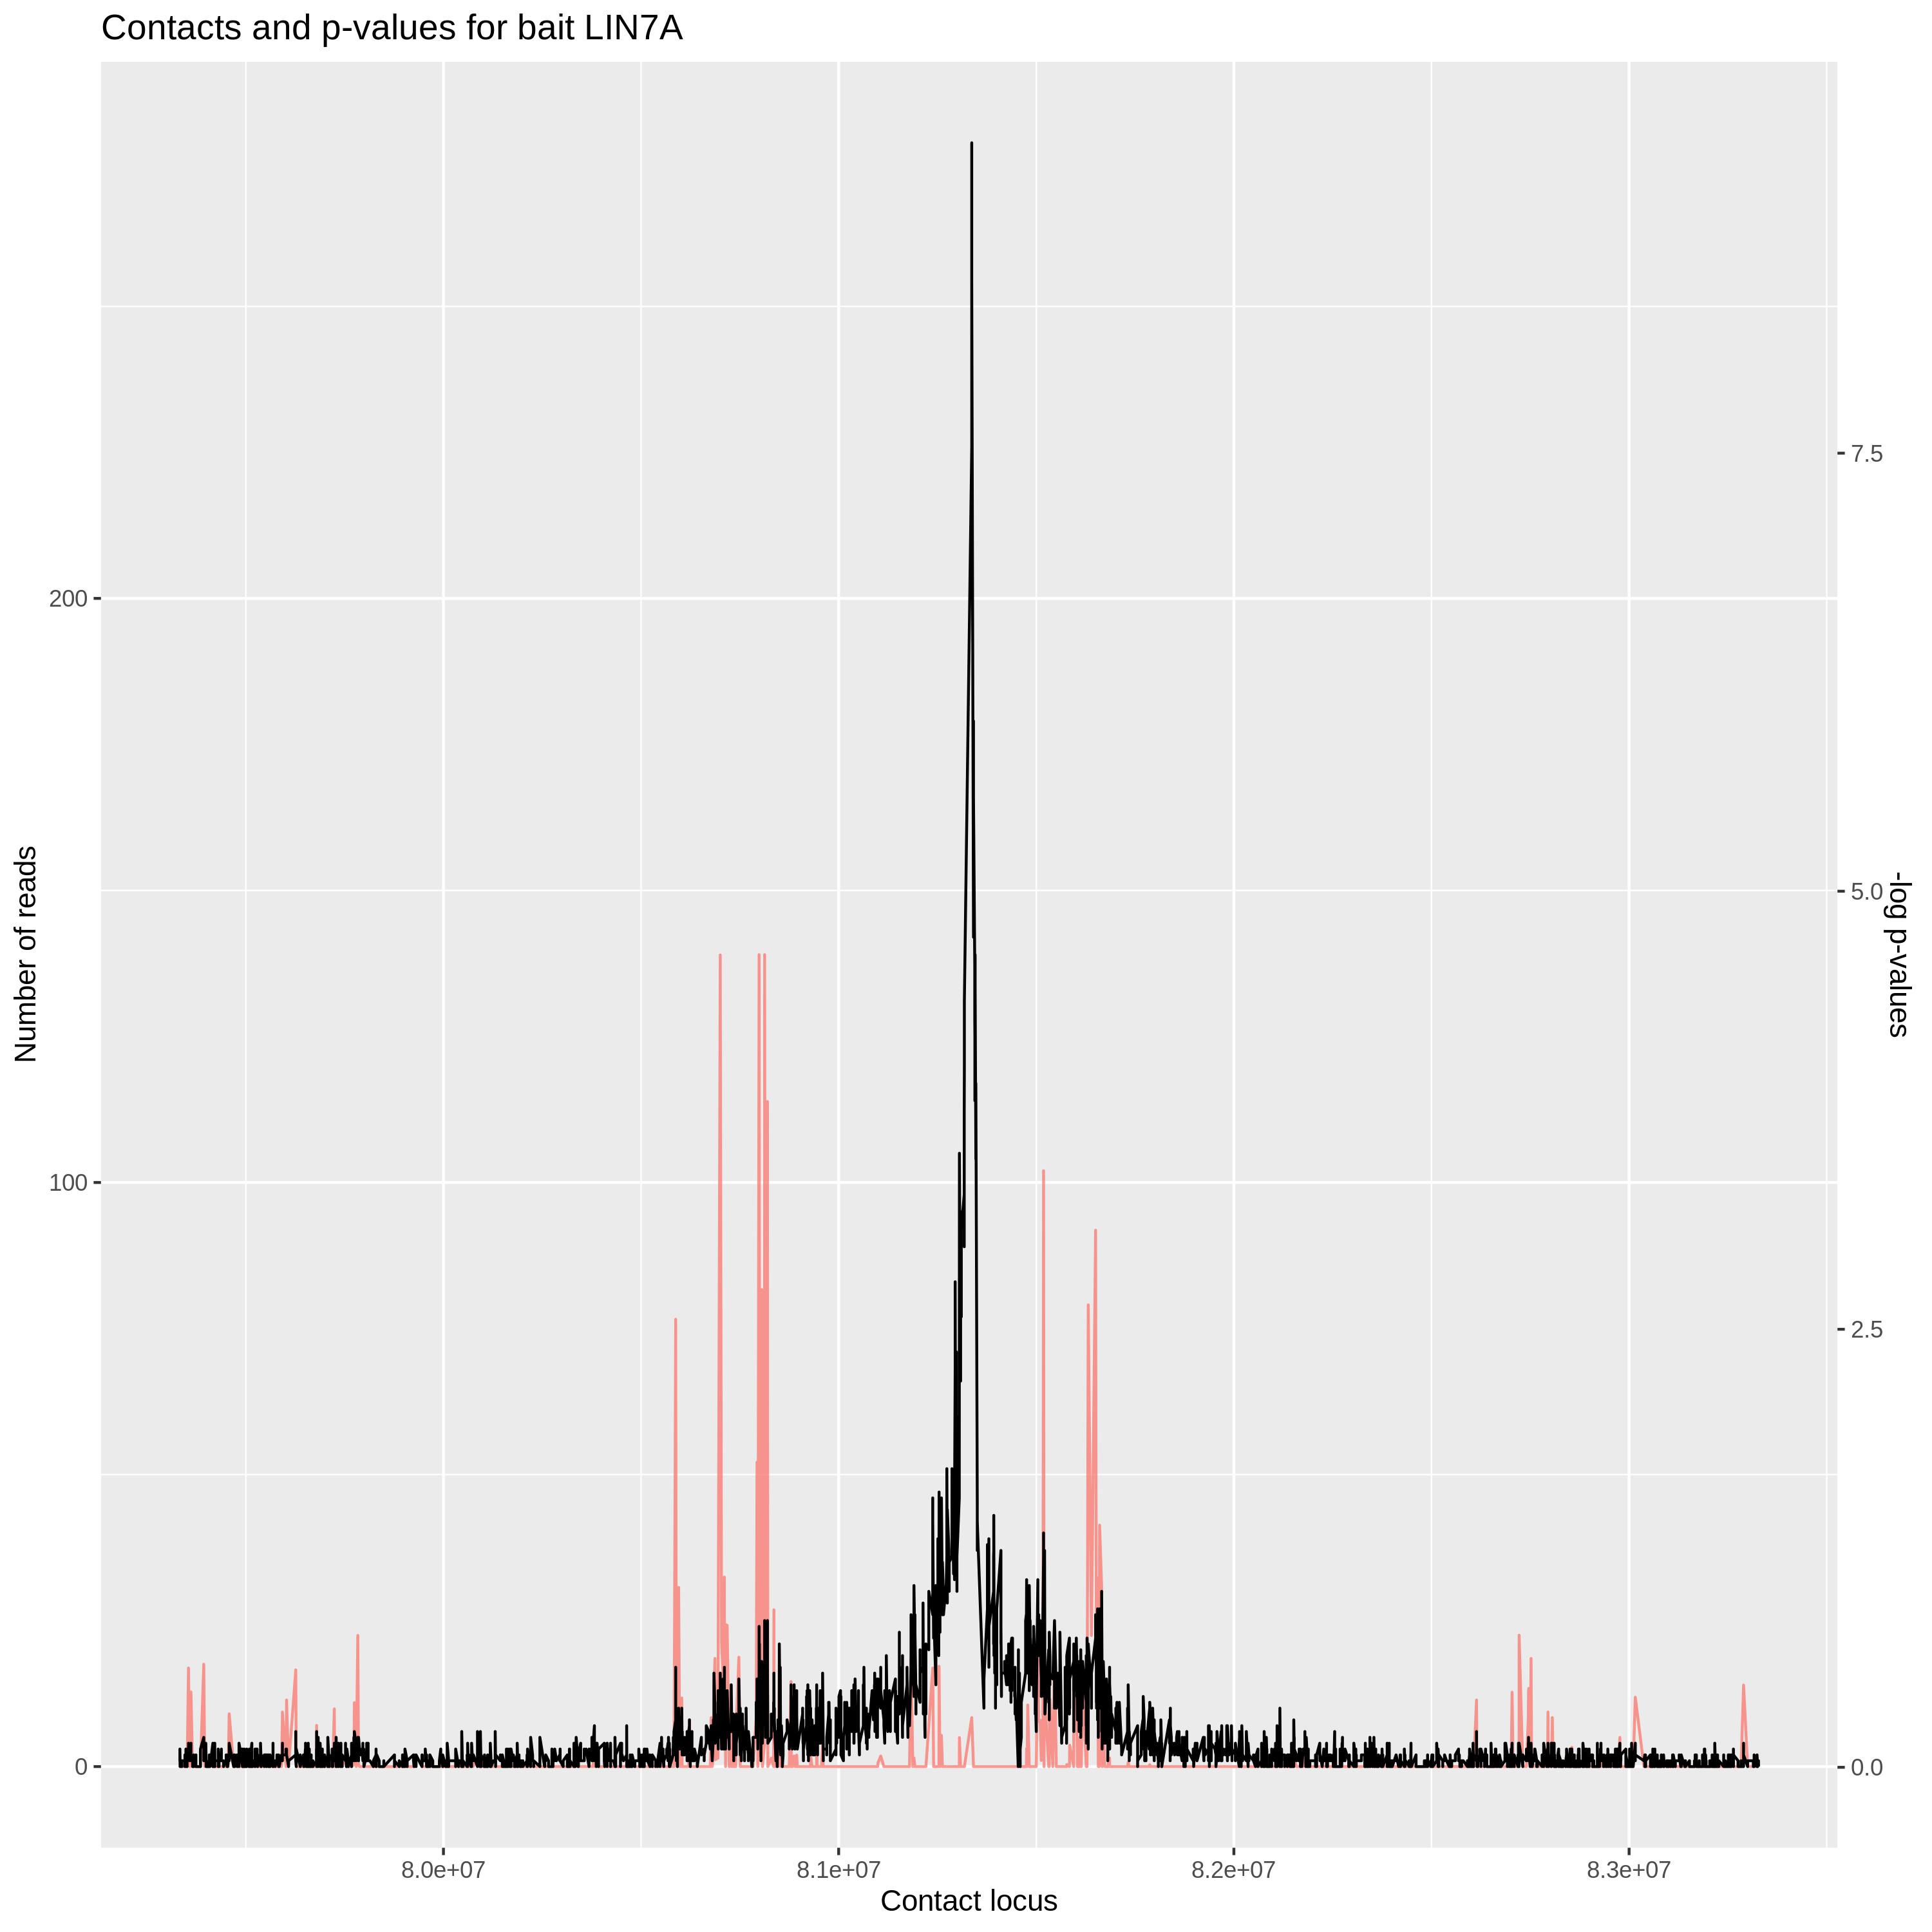 Contacts and p-values for bait LIN7A
Number of reads
200
100
0
7.5
5.0
2.5
0.0
-log p-values
8.0e+07
8.1e+07
8.2e+07
8.3e+07
Contact locus